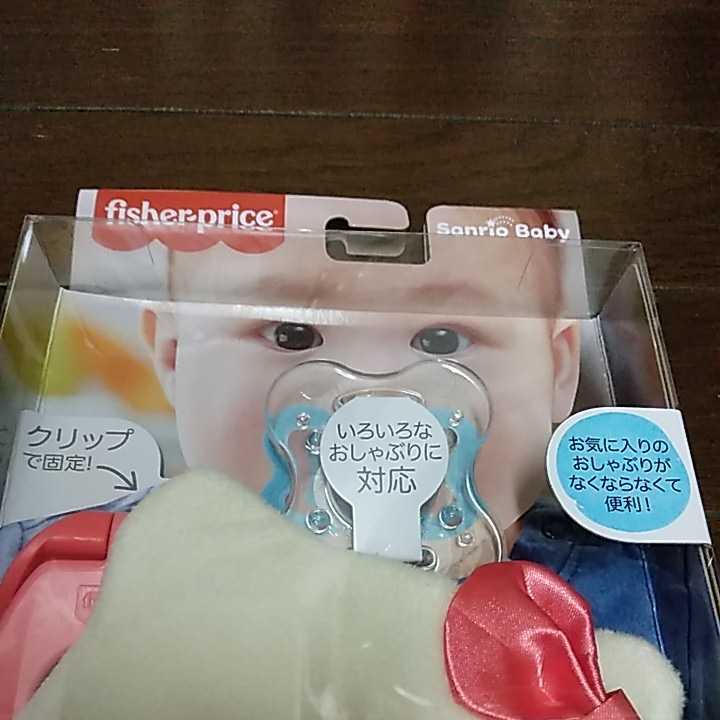 fisher-price
Sanrio Baby
クリップ
で固定!
いろいろな
おしゃぶりに
対応
お気に入りの
おしゃぶりが
なくならなくて
便利!